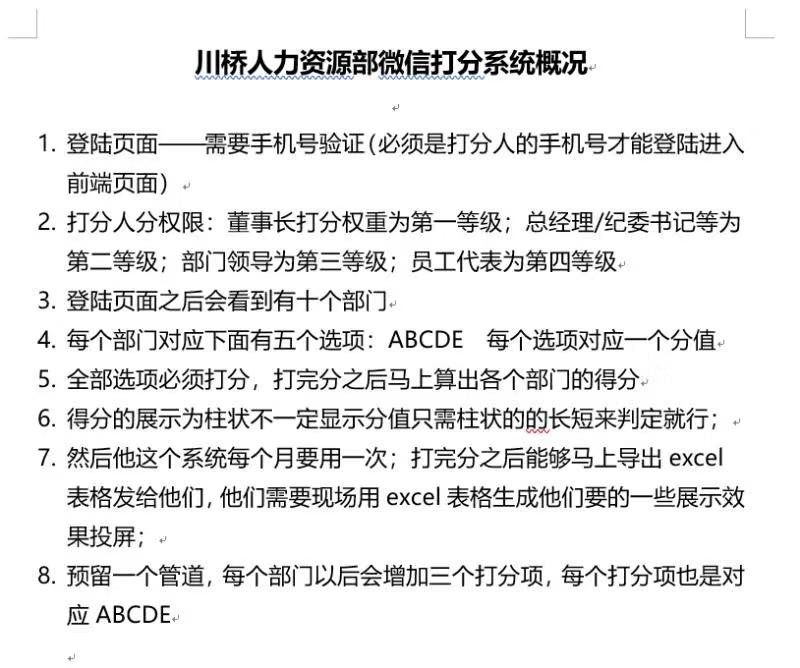 川桥人力资源部微信打分系统概况
1. 登陆页面——需要手机号验证（必须是打分人的手机号才能登陆进入
前端页面）
2. 打分人分权限：董事长打分权重为第一等级；总经理/纪委书记等为
第二等级；部门领导为第三等级；员工代表为第四等级
3. 登陆页面之后会看到有十个部门
4. 每个部门对应下面有五个选项：ABCDE 每个选项对应一个分值
5. 全部选项必须打分，打完分之后马上算出各个部门的得分
6. 得分的展示为柱状不一定显示分值只需柱状的的长短来判定就行；
7. 然后他这个系统每个月要用一次；打完分之后能够马上导出 excel
表格发给他们，他们需要现场用 excel 表格生成他们要的一些展示效
果投屏；
8. 预留一个管道，每个部门以后会增加三个打分项，每个打分项也是对
应 ABCDE